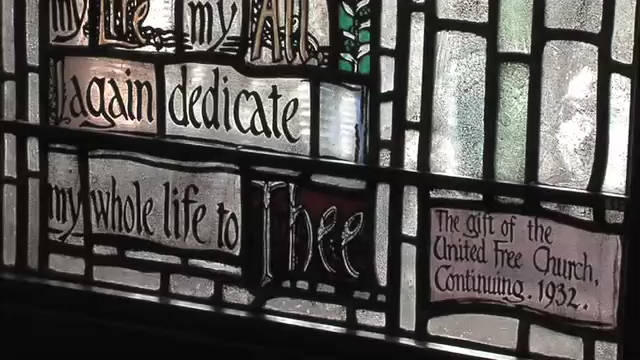 my Life my All
I again dedicate
my whole life to Thee
The gift of the
United Free Church,
Continuing. 1932.